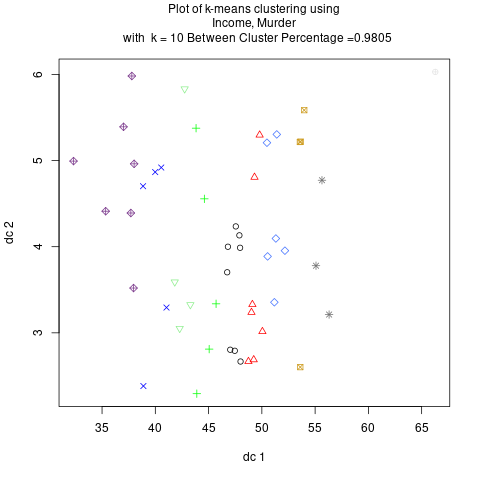 Plot of k-means clustering using
Income, Murder
with k = 10 Between Cluster Percentage =0.9805
6
5
4
3
dc 2
35 40 45 50 55 60 65
dc 1